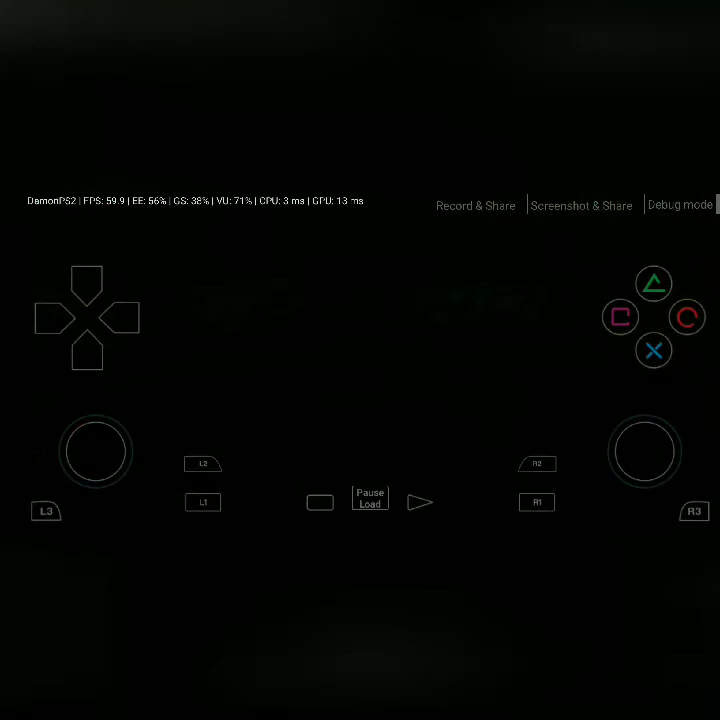 DamonPS2 | FPS: 59.9 | EE: 56% | GS: 38% | VU: 71% | CPU: 3 ms | GPU: 13 ms
Record & Share
Screenshot & Share
Debug mode
L2
R2
L1
Pause
Load
R1
L3
R3